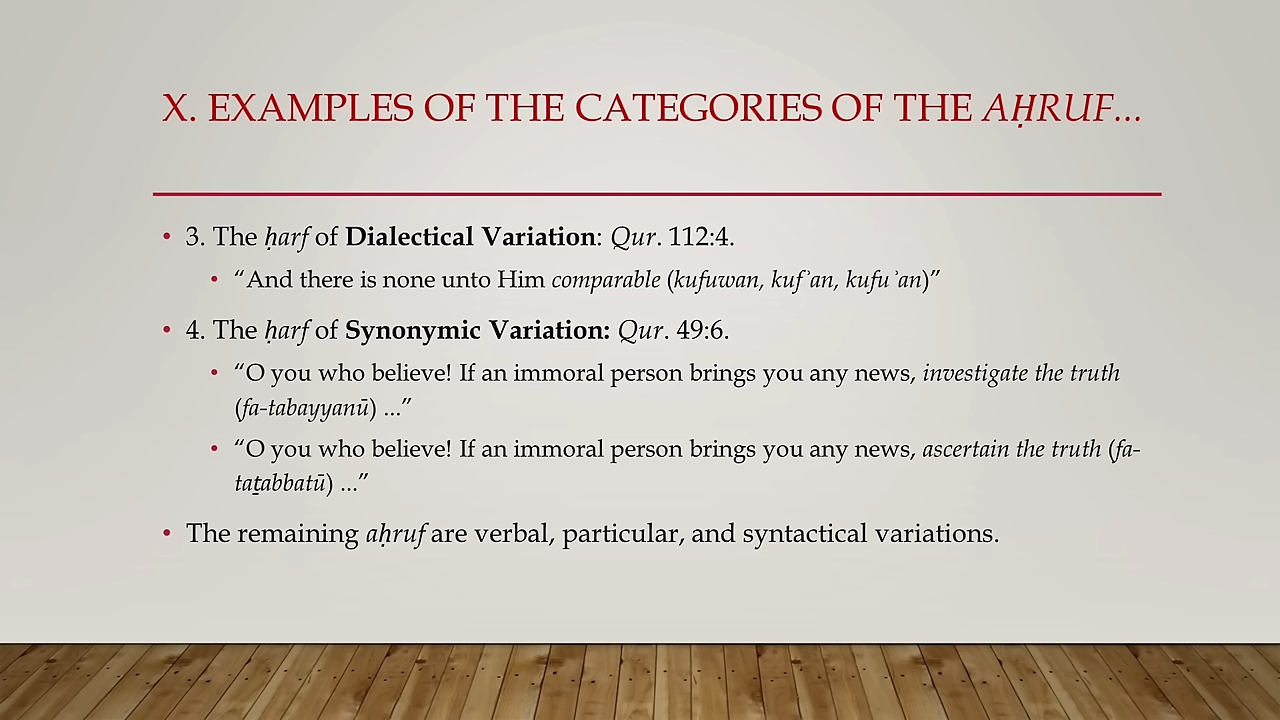 X. EXAMPLES OF THE CATEGORIES OF THE AḤRUF...
• 3. The ḥarf of Dialectical Variation: Qur. 112:4.
• “And there is none unto Him comparable (kufuwan, kufʾan, kufuʾan)”
• 4. The ḥarf of Synonymic Variation: Qur. 49:6.
• “O you who believe! If an immoral person brings you any news, investigate the truth
(fa-tabayyanū) ...”
• “O you who believe! If an immoral person brings you any news, ascertain the truth (fa-
taṯabbatū) ...”
• The remaining aḥruf are verbal, particular, and syntactical variations.